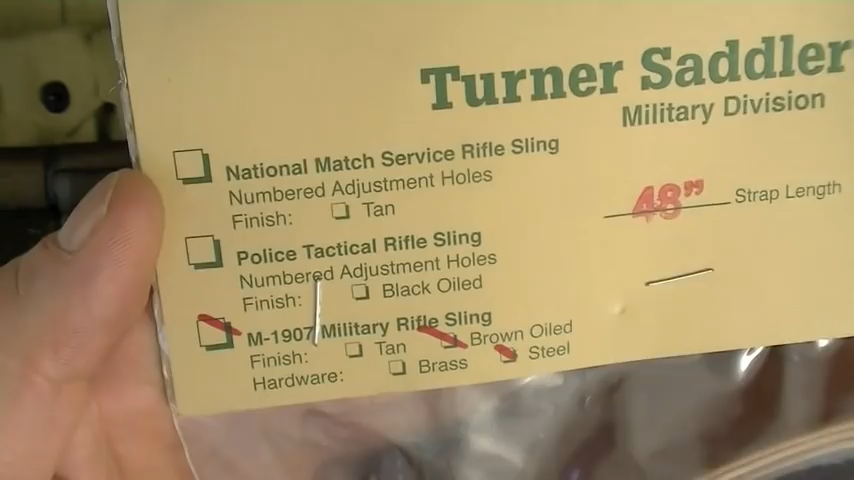 Turner Saddler
Military Division
National Match Service Rifle Sling
Numbered Adjustment Holes
Finish: Tan
48" Strap Length
Police Tactical Rifle Sling
Numbered Adjustment Holes
Finish: Black Oiled
M-1907 Military Rifle Sling
Finish: Tan Brown Oiled
Hardware: Brass Steel